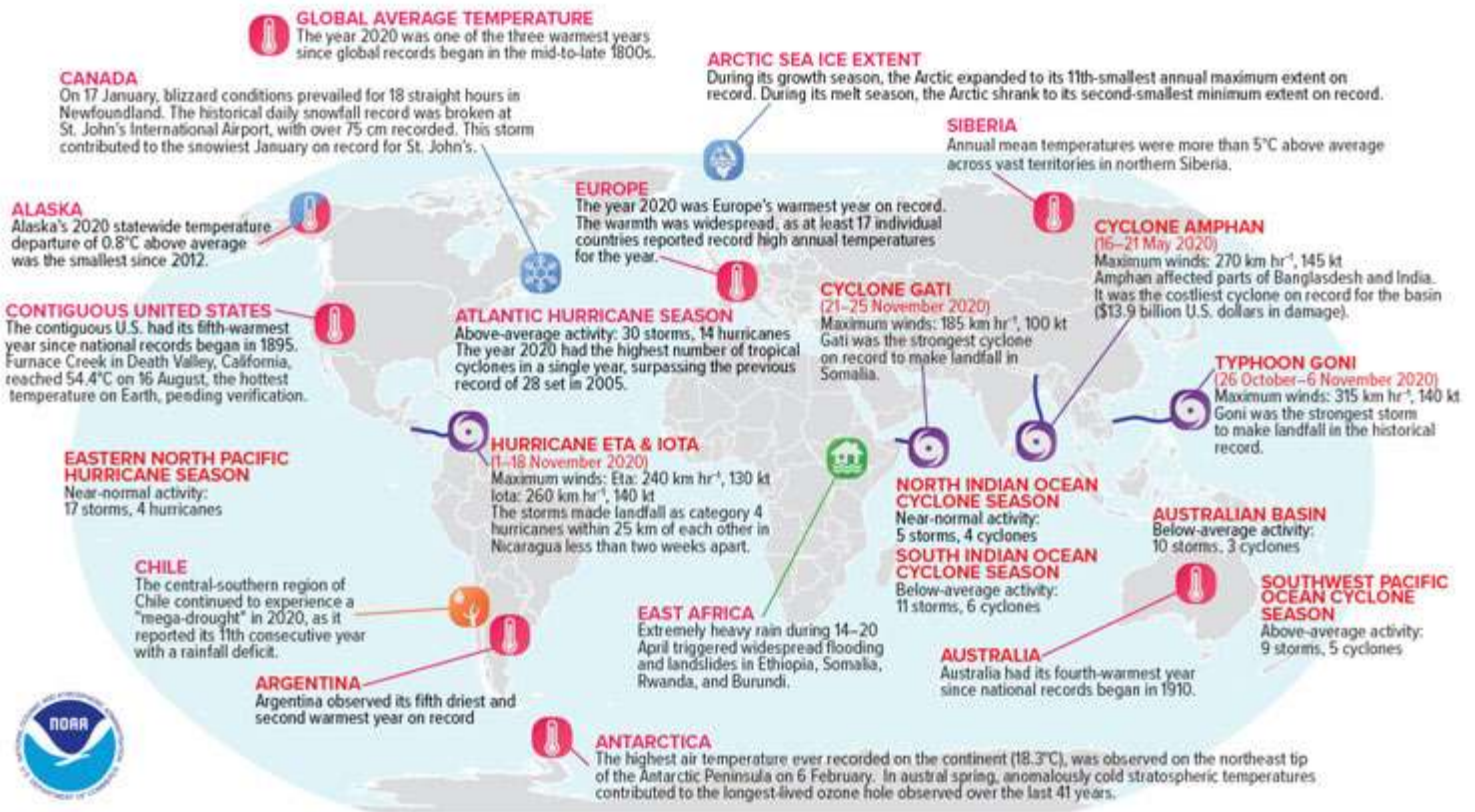 GLOBAL AVERAGE TEMPERATURE
The year 2020 was one of the three warmest years
since global records began in the mid-to-late 1800s.
CANADA
On 17 January, blizzard conditions prevailed for 18 straight hours in
Newfoundland. The historical daily snowfall record was broken at
St. John's International Airport, with over 75 cm recorded. This storm
contributed to the snowiest January on record for St. John's.
ARCTIC SEA ICE EXTENT
During its growth season, the Arctic expanded to its 11th-smallest annual maximum extent on
record. During its melt season, the Arctic shrank to its second-smallest minimum extent on record.
SIBERIA
Annual mean temperatures were more than 5°C above average
across vast territories in northern Siberia.
ALASKA
Alaska's 2020 statewide temperature
departure of 0.8°C above average
was the smallest since 2012.
EUROPE
The year 2020 was Europe's warmest year on record.
The warmth was widespread, as at least 17 individual
countries reported record high annual temperatures
for the year.
CYCLONE AMPHAN
(16–21 May 2020)
Maximum winds: 270 km hr⁻¹, 145 kt
Amphan affected parts of Banglasdesh and India.
It was the costliest cyclone on record for the basin
($13.9 billion U.S. dollars in damage).
CONTIGUOUS UNITED STATES
The contiguous U.S. had its fifth-warmest
year since national records began in 1895.
Furnace Creek in Death Valley, California,
reached 54.4°C on 16 August, the hottest
temperature on Earth, pending verification.
ATLANTIC HURRICANE SEASON
Above-average activity: 30 storms, 14 hurricanes
The year 2020 had the highest number of tropical
cyclones in a single year, surpassing the previous
record of 28 set in 2005.
CYCLONE GATI
(21–25 November 2020)
Maximum winds: 185 km hr⁻¹, 100 kt
Gati was the strongest cyclone
on record to make landfall in
Somalia.
TYPHOON GONI
(26 October–6 November 2020)
Maximum winds: 315 km hr⁻¹, 140 kt
Goni was the strongest storm
to make landfall in the historical
record.
EASTERN NORTH PACIFIC
HURRICANE SEASON
Near-normal activity:
17 storms, 4 hurricanes
HURRICANE ETA & IOTA
(1–18 November 2020)
Maximum winds: Eta: 240 km hr⁻¹, 130 kt
Iota: 260 km hr⁻¹, 140 kt
The storms made landfall as category 4
hurricanes within 25 km of each other in
Nicaragua less than two weeks apart.
NORTH INDIAN OCEAN
CYCLONE SEASON
Near-normal activity:
5 storms, 4 cyclones
SOUTH INDIAN OCEAN
CYCLONE SEASON
Below-average activity:
11 storms, 6 cyclones
AUSTRALIAN BASIN
Below-average activity:
10 storms, 3 cyclones
SOUTHWEST PACIFIC
OCEAN CYCLONE
SEASON
Above-average activity:
9 storms, 5 cyclones
CHILE
The central-southern region of
Chile continued to experience a
"mega-drought" in 2020, as it
reported its 11th consecutive year
with a rainfall deficit.
EAST AFRICA
Extremely heavy rain during 14–20
April triggered widespread flooding
and landslides in Ethiopia, Somalia,
Rwanda, and Burundi.
AUSTRALIA
Australia had its fourth-warmest year
since national records began in 1910.
ARGENTINA
Argentina observed its fifth driest and
second warmest year on record
ANTARCTICA
The highest air temperature ever recorded on the continent (18.3°C), was observed on the northeast tip
of the Antarctic Peninsula on 6 February. In austral spring, anomalously cold stratospheric temperatures
contributed to the longest-lived ozone hole observed over the last 41 years.
NOAA